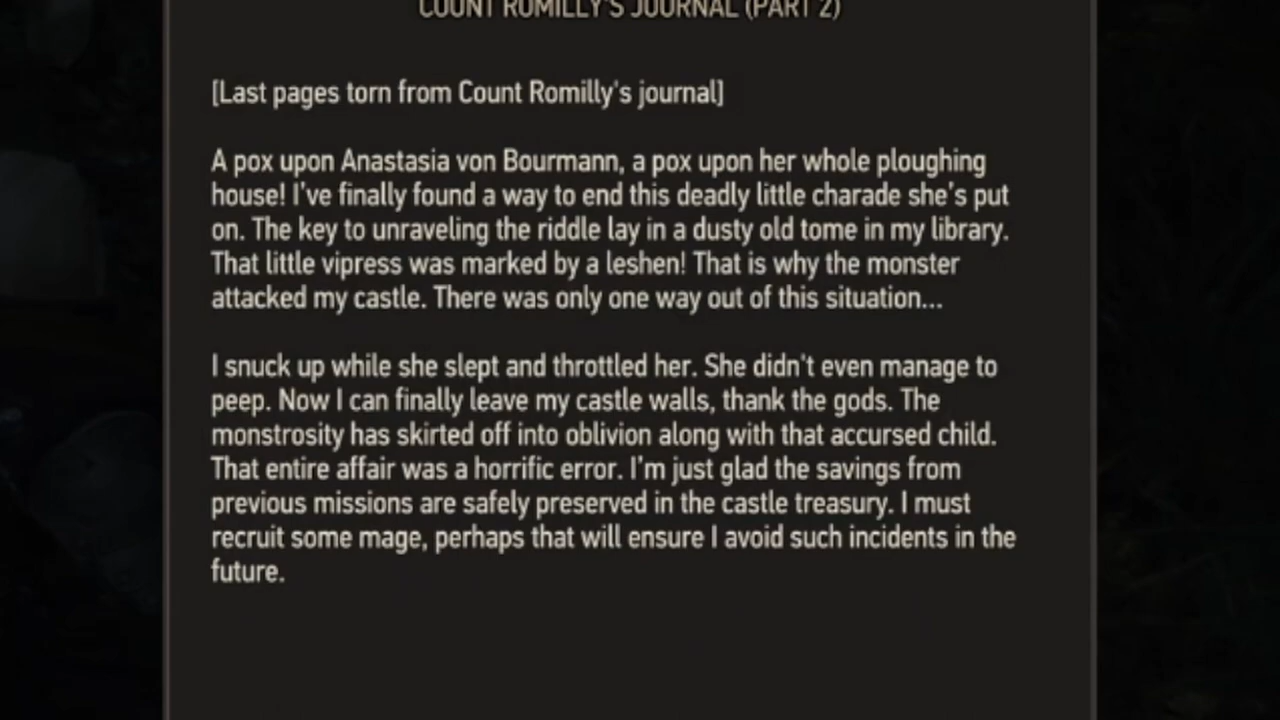 COUNT ROMILLY'S JOURNAL (PART 2)
[Last pages torn from Count Romilly's journal]
A pox upon Anastasia von Bourmann, a pox upon her whole ploughing
house! I've finally found a way to end this deadly little charade she's put
on. The key to unraveling the riddle lay in a dusty old tome in my library.
That little vipress was marked by a leshen! That is why the monster
attacked my castle. There was only one way out of this situation...
I snuck up while she slept and throttled her. She didn't even manage to
peep. Now I can finally leave my castle walls, thank the gods. The
monstrosity has skirted off into oblivion along with that accursed child.
That entire affair was a horrific error. I'm just glad the savings from
previous missions are safely preserved in the castle treasury. I must
recruit some mage, perhaps that will ensure I avoid such incidents in the
future.